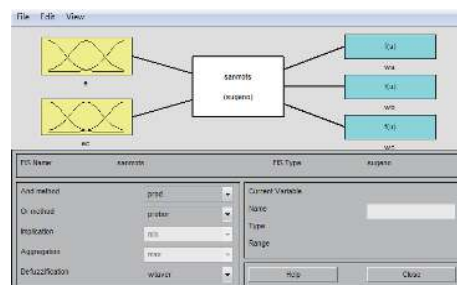 File Edit View
f(u)
sanmots
f(u)
(sugeno)
f(u)
FIS Name: sanmots FIS Type: sugeno
And method prod Current Variable
Or method probor Name
Implication min Type
Aggregation max Range
Defuzzification wtaver Help Close